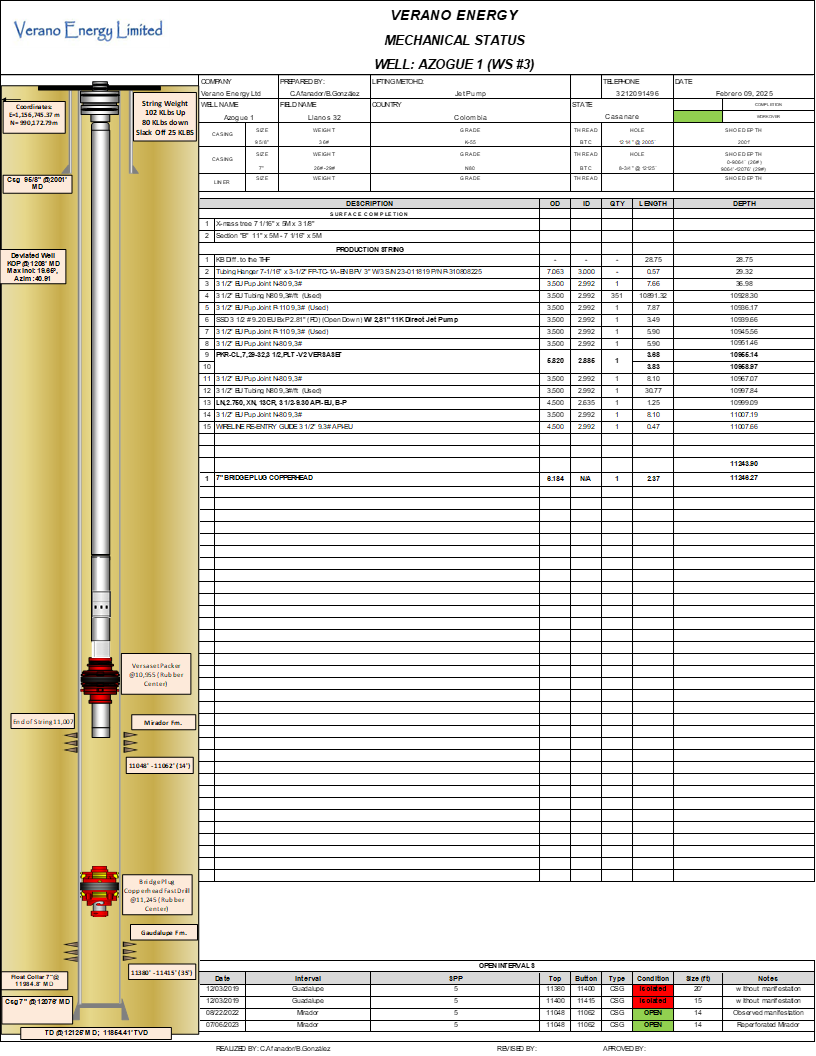 Verano Energy Limited
VERANO ENERGY
MECHANICAL STATUS
WELL: AZOGUE 1 (WS #3)
COMPANY PREPARED BY: LIFTING METOHD: TELEPHONE DATE
Verano Energy Ltd C.Afanador/B.González Jet Pump 3212091496 Febrero 09, 2025
WELL NAME FIELD NAME COUNTRY STATE COMPLETION
Azogue 1 Llanos 32 Colombia Casanare WORKOVER
CASING SIZE WEIGHT GRADE THREAD HOLE SHOE DEPTH
9 5/8" 36# K-55 BTC 12 1/4" @ 2005' 2001'
CASING SIZE WEIGHT GRADE THREAD HOLE SHOE DEPTH
7" 26#-29# N80 BTC 8-3/4" @ 12125' 0-9064' (26#)
9064'-12076' (29#)
LINER SIZE WEIGHT GRADE THREAD SHOE DEPTH
DESCRIPTION OD ID QTY LENGTH DEPTH
SURFACE COMPLETION
1 X-mass tree 7 1/16" x 5M x 3 1/8"
2 Section "B" 11" x 5M - 7 1/16" x 5M
PRODUCTION STRING
1 KB Diff. to the THF - - - 28.75 28.75
2 Tubing Hanger 7-1/16" x 3-1/2" FP-TC-1A-EN BPV 3" W/3 S/N 23-011819 P/N R-310808225 7.063 3.000 - 0.57 29.32
3 3 1/2" EU Pup Joint N-80 9,3# 3.500 2.992 1 7.66 36.98
4 3 1/2" EU Tubing N80 9,3#/ft (Used) 3.500 2.992 351 10891.32 10928.30
5 3 1/2" EU Pup Joint P-110 9,3# (Used) 3.500 2.992 1 7.87 10936.17
6 SSD 3 1/2 # 9.20 EU BxP 2.81" (RD) (Open Down) W/ 2,81" 11K Direct Jet Pump 3.500 2.992 1 3.49 10939.66
7 3 1/2" EU Pup Joint P-110 9,3# (Used) 3.500 2.992 1 5.90 10945.56
8 3 1/2" EU Pup Joint N-80 9,3# 3.500 2.992 1 5.90 10951.46
9 PKR-CL,7,29-32,3 1/2,PLT -V2 VERSASET 5.820 2.885 1 3.68 10955.14
10 3.83 10958.97
11 3 1/2" EU Pup Joint N-80 9,3# 3.500 2.992 1 8.10 10967.07
12 3 1/2" EU Tubing N80 9,3#/ft (Used) 3.500 2.992 1 30.77 10997.84
13 LN,2.750, XN, 13CR, 3 1/2-9.30 API-EU, B-P 4.500 2.635 1 1.25 10999.09
14 3 1/2" EU Pup Joint N-80 9,3# 3.500 2.992 1 8.10 11007.19
15 WIRELINE RE-ENTRY GUIDE 3 1/2" 9.3# API-EU 4.500 2.992 1 0.47 11007.66
11243.90
1 7" BRIDGE PLUG COPPERHEAD 6.184 N/A 1 2.37 11246.27
Coordinates:
E=1,156,745.37 m
N= 990,172.79m
String Weight
102 KLbs Up
80 KLbs down
Slack Off 25 KLBS
Csg 9 5/8" @2001'
MD
Deviated Well
KOP @1208' MD
Max Incl: 19.65º,
Azim :40.91
Versaset Packer
@10,955 (Rubber
Center)
End of String 11,007
Mirador Fm.
11048' - 11062' (14')
Bridge Plug
Copperhead Fast Drill
@11,245 (Rubber
Center)
Gaudalupe Fm.
11380' - 11415' (35')
Float Collar 7" @
11984.8' MD
Csg 7" @12076' MD
TD @12126' MD; 11864.41' TVD
OPEN INTERVALS
Date Interval SPP Top Button Type Condition Size (ft) Notes
12/03/2019 Guadalupe 5 11380 11400 CSG Isolated 20' without manifestation
12/03/2019 Guadalupe 5 11400 11415 CSG Isolated 15 without manifestation
08/22/2022 Mirador 5 11048 11062 CSG OPEN 14 Observed manifestation
07/06/2023 Mirador 5 11048 11062 CSG OPEN 14 Reperforated Mirador
REALIZED BY: C.Afanador/B.González REVISED BY: APROVED BY: